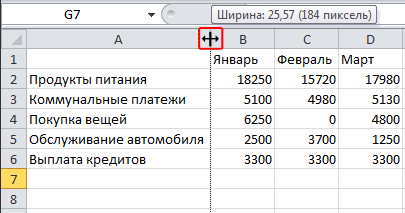 G7 Ширина: 25,57 (184 пиксель)
A B C D
1 Январь Февраль Март
2 Продукты питания 18250 15720 17980
3 Коммунальные платежи 5100 4980 5130
4 Покупка вещей 6250 0 4800
5 Обслуживание автомобиля 2500 3700 1250
6 Выплата кредитов 3300 3300 3300
7
8
9